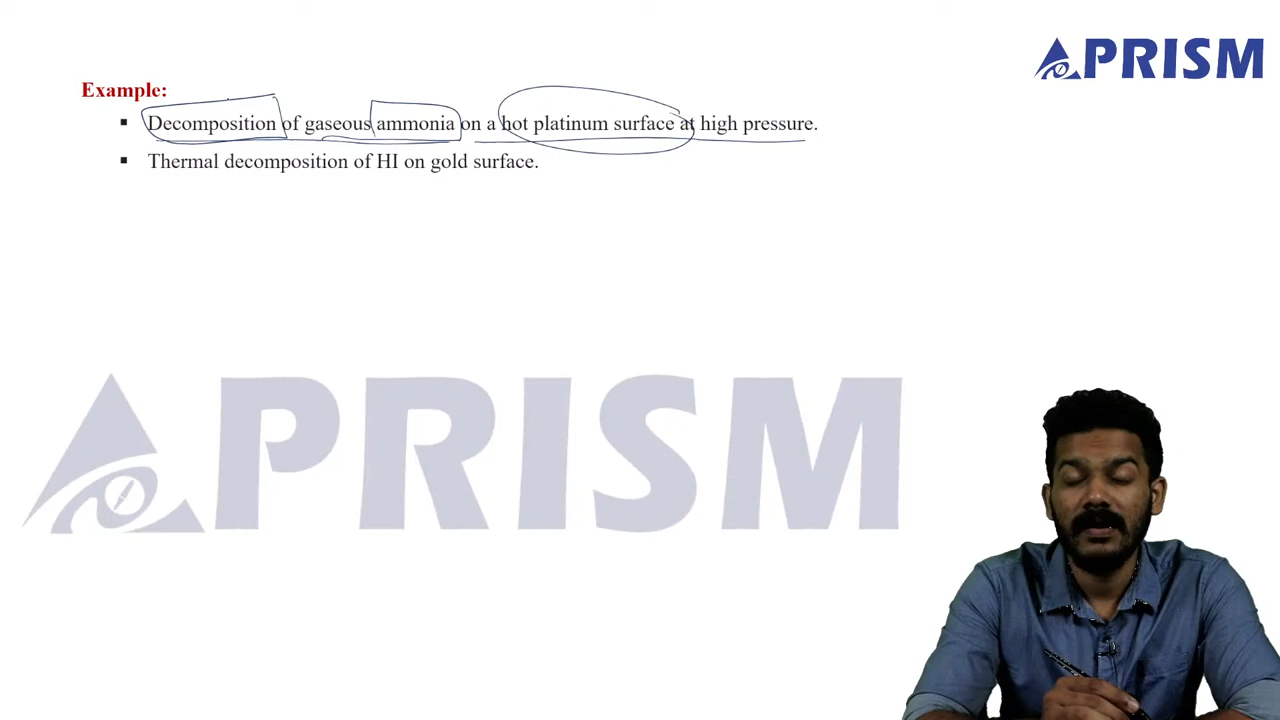 PRISM
Example:
▪ Decomposition of gaseous ammonia on a hot platinum surface at high pressure.
▪ Thermal decomposition of HI on gold surface.
PRISM